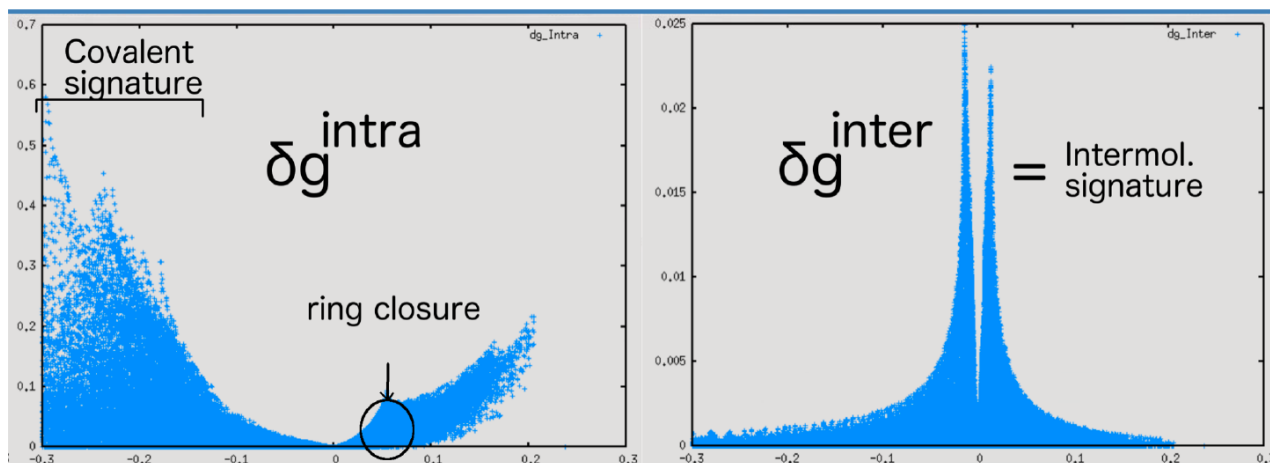 0.7
dg_Intra
Covalent
signature
0.6
0.5
δg intra
0.4
0.3
ring closure
0.2
0.1
0
-0.3 -0.2 -0.1 0 0.1 0.2 0.3
0.025
dg_Inter
0.02
δg inter = Intermol.
signature
0.015
0.01
0.005
0
-0.3 -0.2 -0.1 0 0.1 0.2 0.3